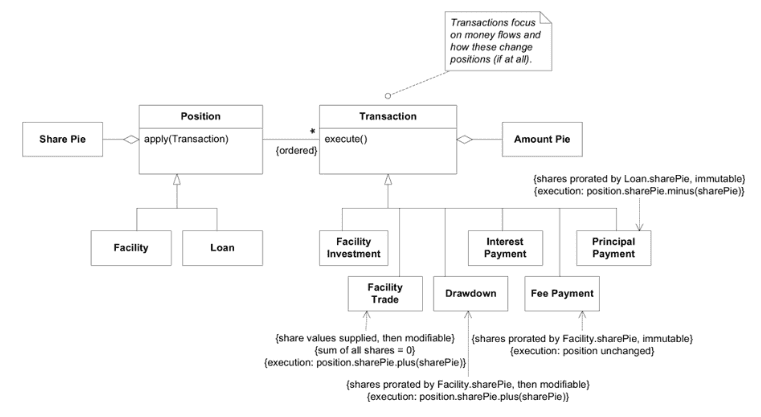 Transactions focus
on money flows and
how these change
positions (if at all).
Position
Transaction
Share Pie
apply(Transaction)
*
{ordered}
execute()
Amount Pie
{shares prorated by Loan.sharePie, immutable}
{execution: position.sharePie.minus(sharePie)}
Facility
Loan
Facility
Investment
Interest
Payment
Principal
Payment
Facility
Trade
Drawdown
Fee Payment
{share values supplied, then modifiable}
{sum of all shares = 0}
{execution: position.sharePie.plus(sharePie)}
{shares prorated by Facility.sharePie, immutable}
{execution: position unchanged}
{shares prorated by Facility.sharePie, then modifiable}
{execution: position.sharePie.plus(sharePie)}